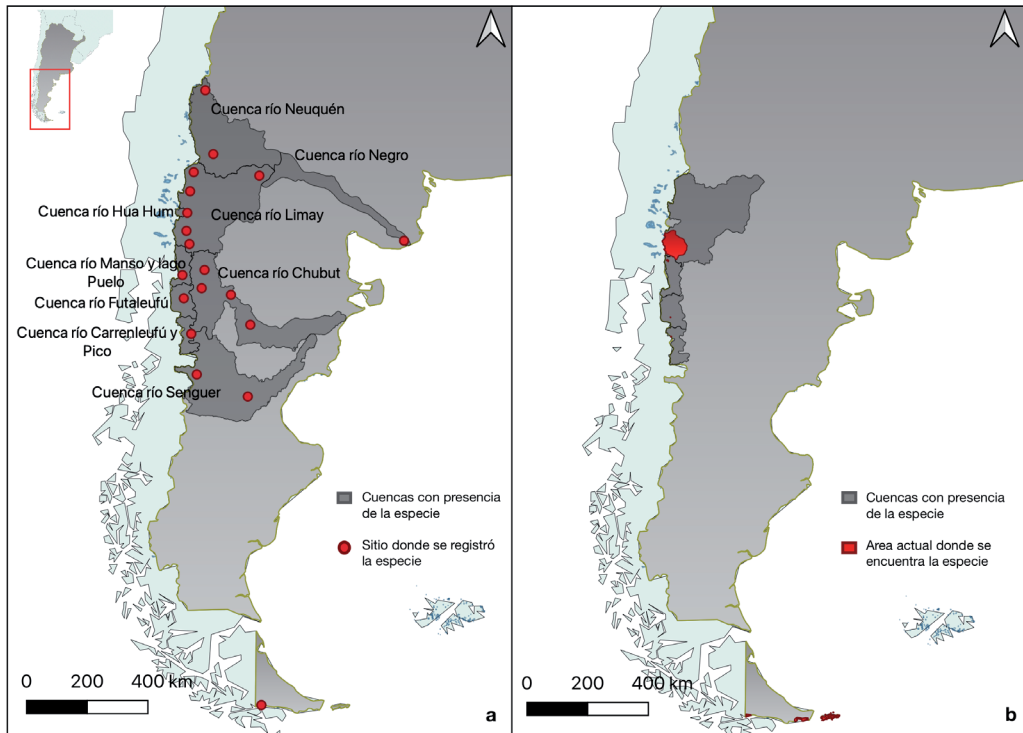 Cuenca río Neuquén
Cuenca río Negro
Cuenca río Hua Hum
Cuenca río Limay
Cuenca río Manso y lago
Puelo
Cuenca río Chubut
Cuenca río Futaleufú
Cuenca río Carrenleufú y
Pico
Cuenca río Senguer
Cuencas con presencia
de la especie
Sitio donde se registró
la especie
0 200 400 km
a
b
Cuencas con presencia
de la especie
Area actual donde se
encuentra la especie
0 200 400 km